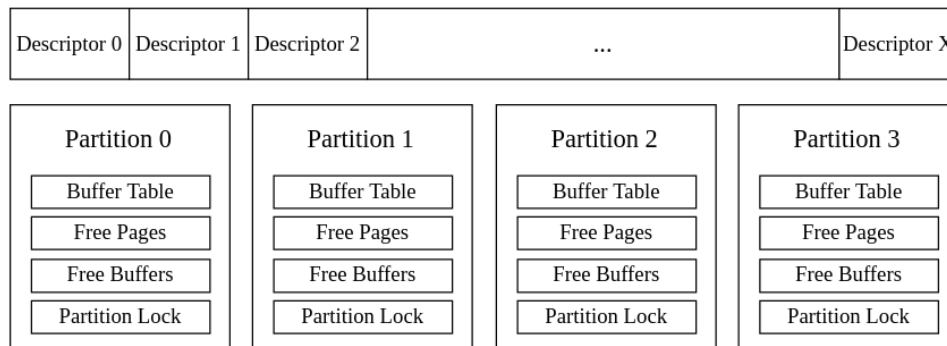 Descriptor 0 Descriptor 1 Descriptor 2 ... Descriptor X
Partition 0 Partition 1 Partition 2 Partition 3
Buffer Table Buffer Table Buffer Table Buffer Table
Free Pages Free Pages Free Pages Free Pages
Free Buffers Free Buffers Free Buffers Free Buffers
Partition Lock Partition Lock Partition Lock Partition Lock